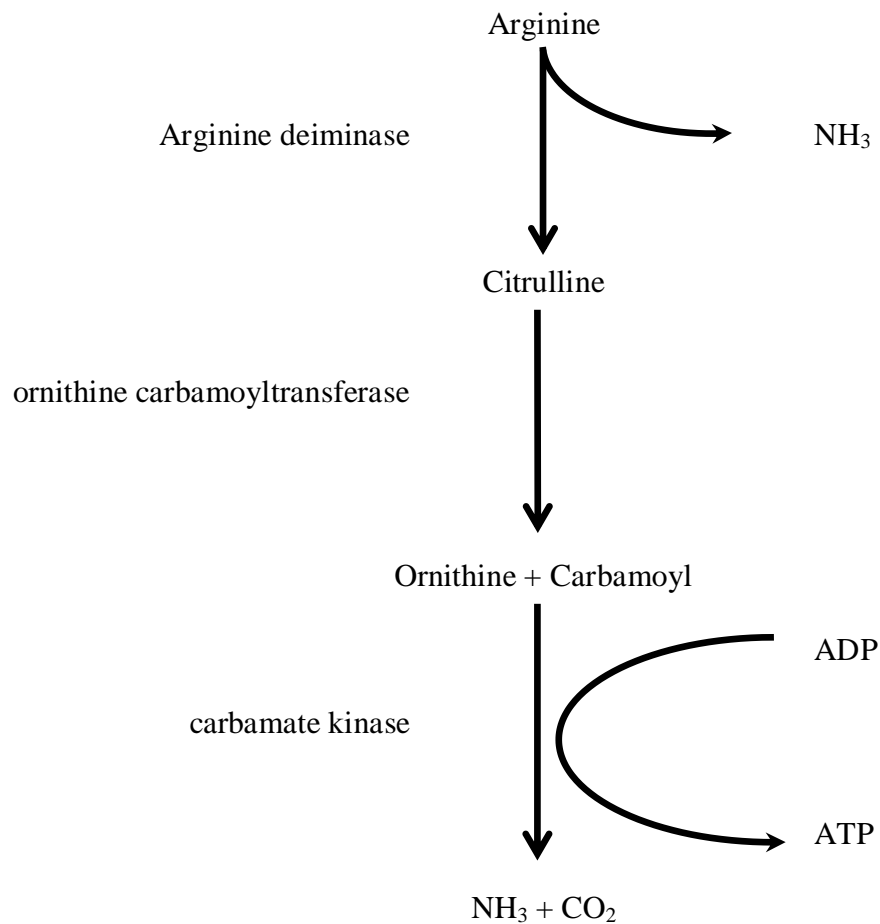 Arginine
Arginine deiminase
NH₃
Citrulline
ornithine carbamoyltransferase
Ornithine + Carbamoyl
ADP
carbamate kinase
ATP
NH₃ + CO₂